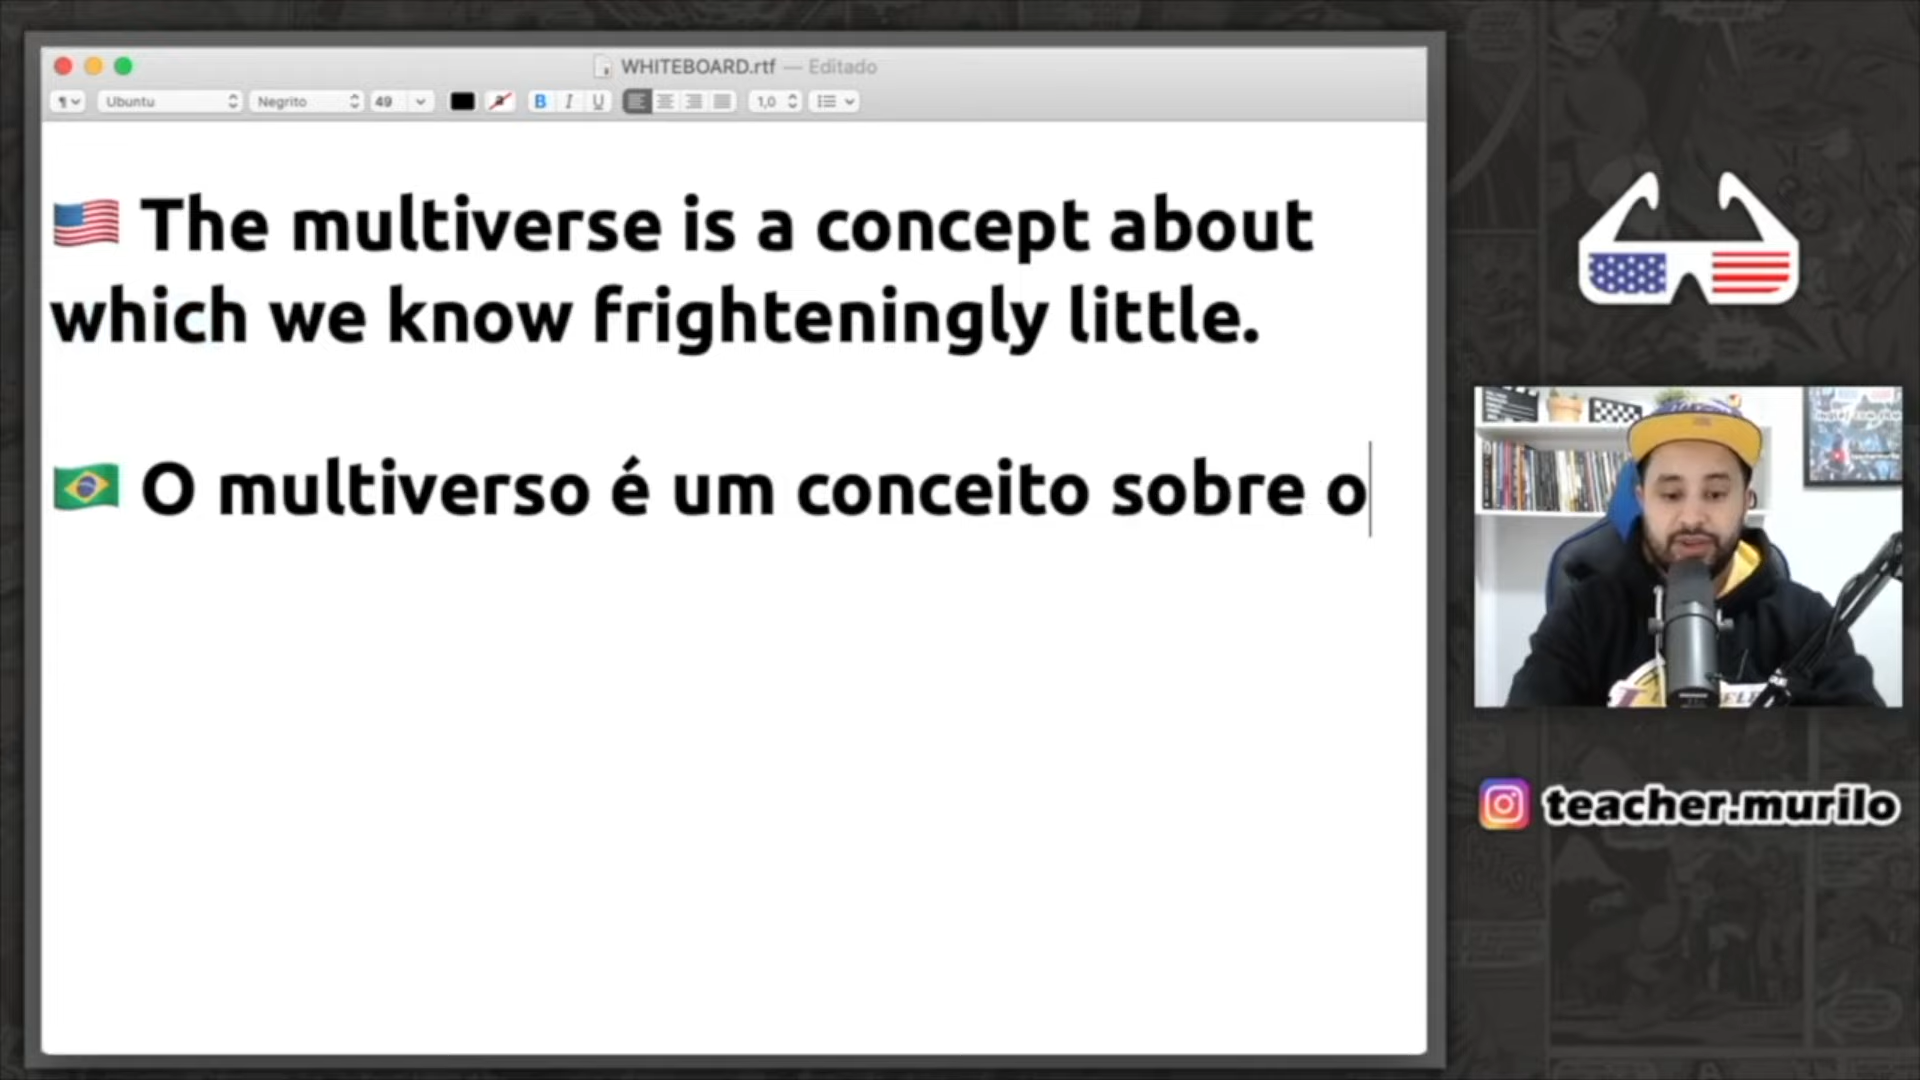 WHITEBOARD.rtf — Editado
Ubuntu Negrito 49 B I U 1,0
The multiverse is a concept about
which we know frighteningly little.
O multiverso é um conceito sobre o
teacher.murilo